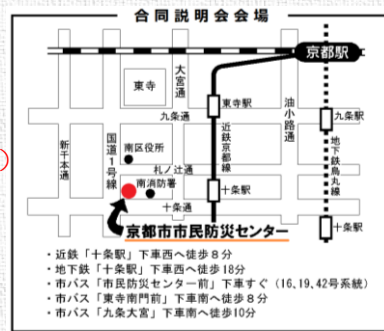 合同説明会会場
京都駅
東寺
大宮通
油小路通
東寺駅
九条通
九条駅
新千本通
国道1号線
南区役所
近鉄京都線
地下鉄烏丸線
札ノ辻通
南消防署
十条駅
十条通
十条駅
京都市市民防災センター
・近鉄「十条駅」下車西へ徒歩8分
・地下鉄「十条駅」下車西へ徒歩18分
・市バス「市民防災センター前」下車すぐ（16、19、42号系統）
・市バス「東寺南門前」下車南へ徒歩8分
・市バス「九条大宮」下車南へ徒歩10分